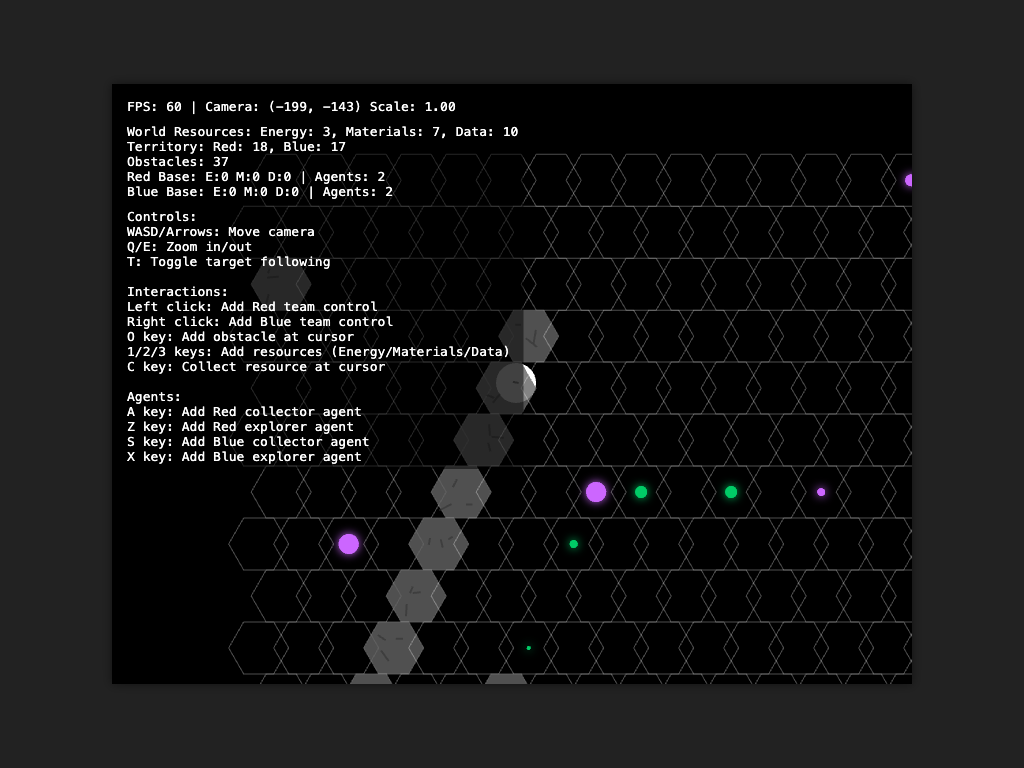 FPS: 60 | Camera: (-199, -143) Scale: 1.00
World Resources: Energy: 3, Materials: 7, Data: 10
Territory: Red: 18, Blue: 17
Obstacles: 37
Red Base: E:0 M:0 D:0 | Agents: 2
Blue Base: E:0 M:0 D:0 | Agents: 2
Controls:
WASD/Arrows: Move camera
Q/E: Zoom in/out
T: Toggle target following
Interactions:
Left click: Add Red team control
Right click: Add Blue team control
O key: Add obstacle at cursor
1/2/3 keys: Add resources (Energy/Materials/Data)
C key: Collect resource at cursor
Agents:
A key: Add Red collector agent
Z key: Add Red explorer agent
S key: Add Blue collector agent
X key: Add Blue explorer agent